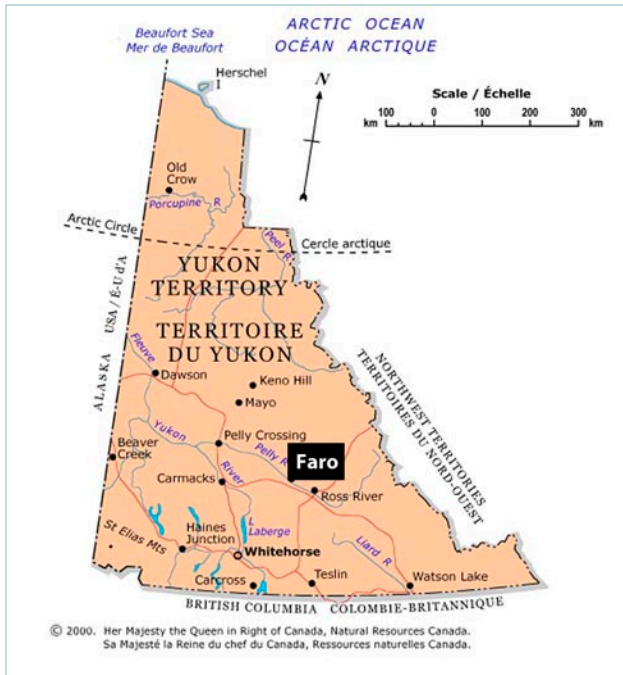 Beaufort Sea
Mer de Beaufort
ARCTIC OCEAN
OCÉAN ARCTIQUE
Herschel
I
N
Scale / Échelle
100 0 100 200 300
km km
Old
Crow
Porcupine R
Arctic Circle
Cercle arctique
Peel R
YUKON
TERRITORY
TERRITOIRE
DU YUKON
ALASKA USA / É-U d'A
NORTHWEST TERRITORIES
TERRITOIRES DU NORD-OUEST
Fleuve
Dawson
Keno Hill
Mayo
Yukon
River
Pelly Crossing
Pelly R
Faro
Beaver
Creek
Carmacks
Ross River
L
Laberge
St Elias Mts
Haines
Junction
Whitehorse
Liard R
Carcross
Teslin
Watson Lake
BRITISH COLUMBIA COLOMBIE-BRITANNIQUE
© 2000. Her Majesty the Queen in Right of Canada, Natural Resources Canada.
Sa Majesté la Reine du chef du Canada, Ressources naturelles Canada.